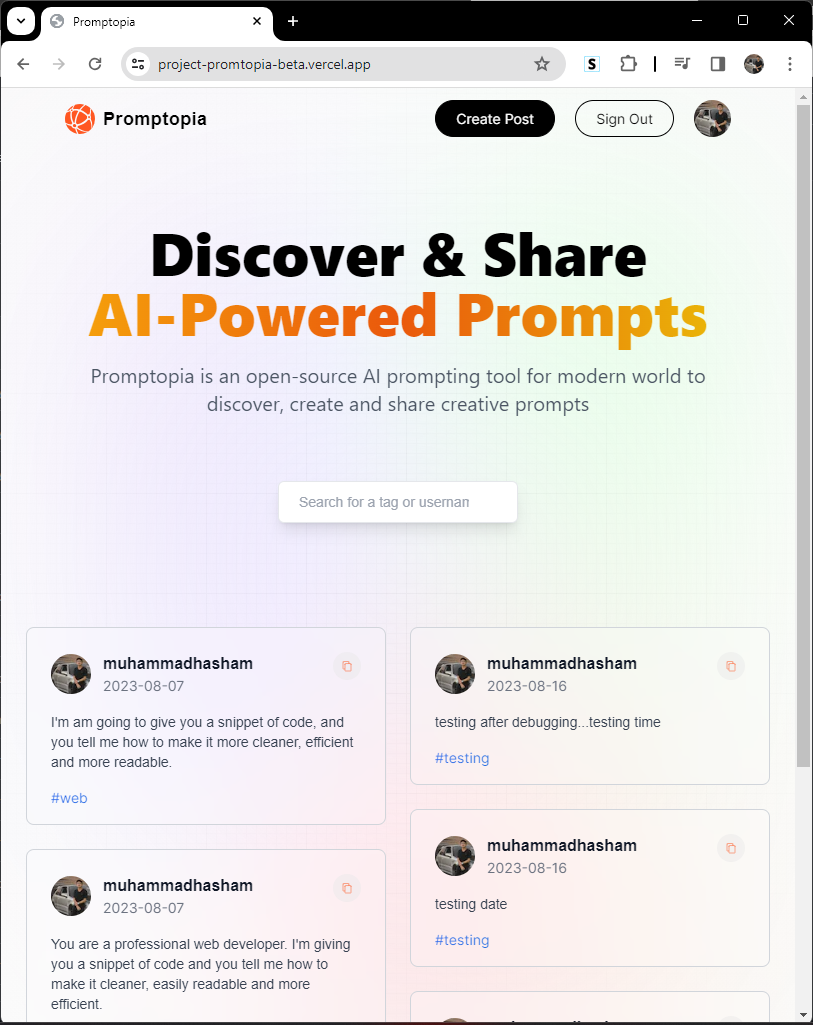 Promptopia
project-promtopia-beta.vercel.app
S
Promptopia
Create Post
Sign Out
Discover & Share
AI-Powered Prompts
Promptopia is an open-source AI prompting tool for modern world to
discover, create and share creative prompts
Search for a tag or usernam
muhammadhasham
2023-08-07
I'm am going to give you a snippet of code, and
you tell me how to make it more cleaner, efficient
and more readable.
#web
muhammadhasham
2023-08-07
You are a professional web developer. I'm giving
you a snippet of code and you tell me how to
make it cleaner, easily readable and more
efficient.
muhammadhasham
2023-08-16
testing after debugging...testing time
#testing
muhammadhasham
2023-08-16
testing date
#testing